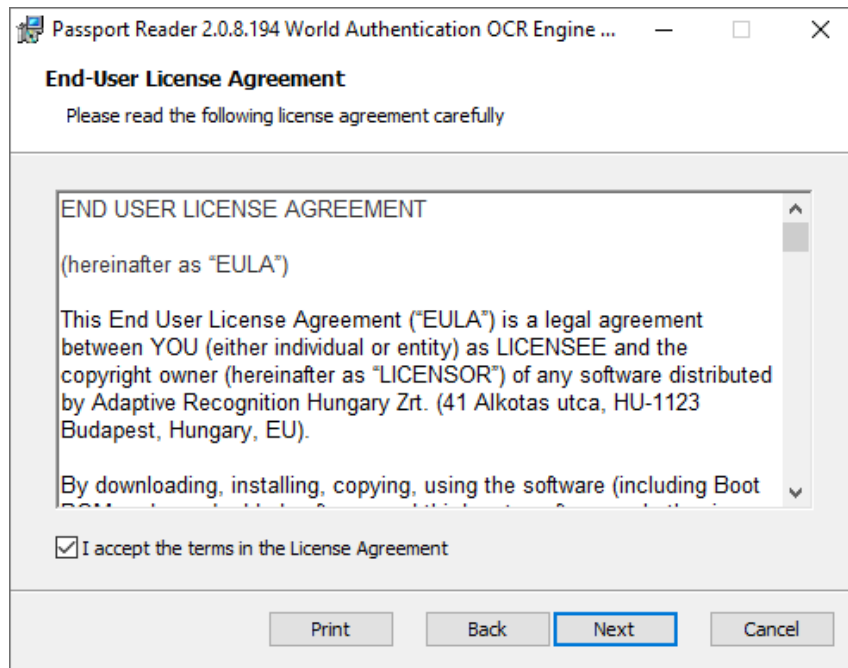 Passport Reader 2.0.8.194 World Authentication OCR Engine ...
End-User License Agreement
Please read the following license agreement carefully
END USER LICENSE AGREEMENT
(hereinafter as “EULA”)
This End User License Agreement (“EULA”) is a legal agreement
between YOU (either individual or entity) as LICENSEE and the
copyright owner (hereinafter as “LICENSOR”) of any software distributed
by Adaptive Recognition Hungary Zrt. (41 Alkotas utca, HU-1123
Budapest, Hungary, EU).
By downloading, installing, copying, using the software (including Boot
I accept the terms in the License Agreement
Print Back Next Cancel